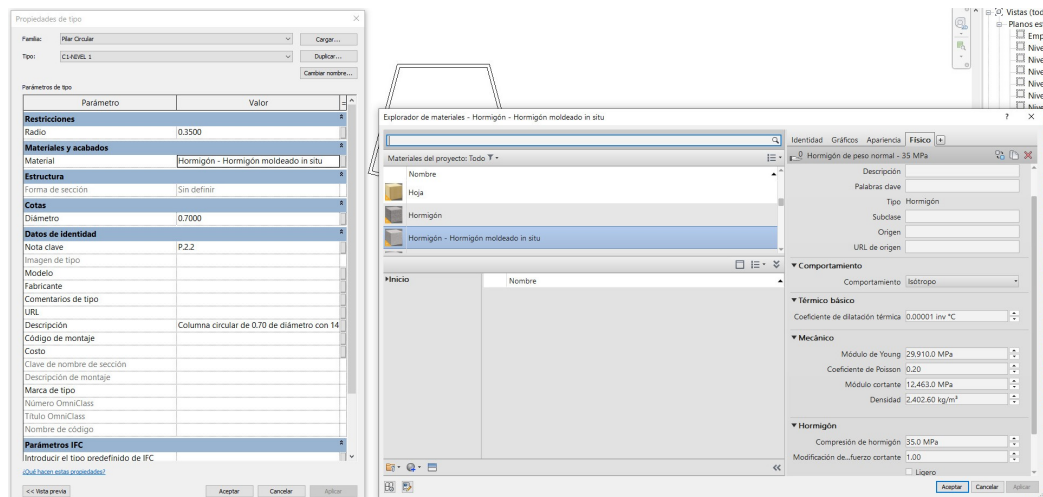 Propiedades de tipo
Familia: Pilar Circular Cargar...
Tipo: C1-NIVEL 1 Duplicar...
Cambiar nombre...
Parámetros de tipo
Parámetro Valor =
Restricciones
Radio 0.3500
Materiales y acabados
Material Hormigón - Hormigón moldeado in situ
Estructura
Forma de sección Sin definir
Cotas
Diámetro 0.7000
Datos de identidad
Nota clave P.2.2
Imagen de tipo
Modelo
Fabricante
Comentarios de tipo
URL
Descripción Columna circular de 0.70 de diámetro con 14
Código de montaje
Costo
Clave de nombre de sección
Descripción de montaje
Marca de tipo
Número OmniClass
Título OmniClass
Nombre de código
Parámetros IFC
Introducir el tipo predefinido de IFC
¿Qué hacen estas propiedades?
<< Vista previa Aceptar Cancelar Aplicar
Vistas (tod
Planos es
Emp
Nive
Nive
Nive
Nive
Nive
Nive
Explorador de materiales - Hormigón - Hormigón moldeado in situ ? X
Materiales del proyecto: Todo
Nombre
Hoja
Hormigón
Hormigón - Hormigón moldeado in situ
Inicio
Nombre
Identidad Gráficos Apariencia Físico
Hormigón de peso normal - 35 MPa
Descripción
Palabras clave
Tipo Hormigón
Subclase
Origen
URL de origen
Comportamiento
Comportamiento Isótropo
Térmico básico
Coeficiente de dilatación térmica 0.00001 inv °C
Mecánico
Módulo de Young 29,910.0 MPa
Coeficiente de Poisson 0.20
Módulo cortante 12,463.0 MPa
Densidad 2,402.60 kg/m³
Hormigón
Compresión de hormigón 35.0 MPa
Modificación de...fuerzo cortante 1.00
Ligero
Aceptar Cancelar Aplicar